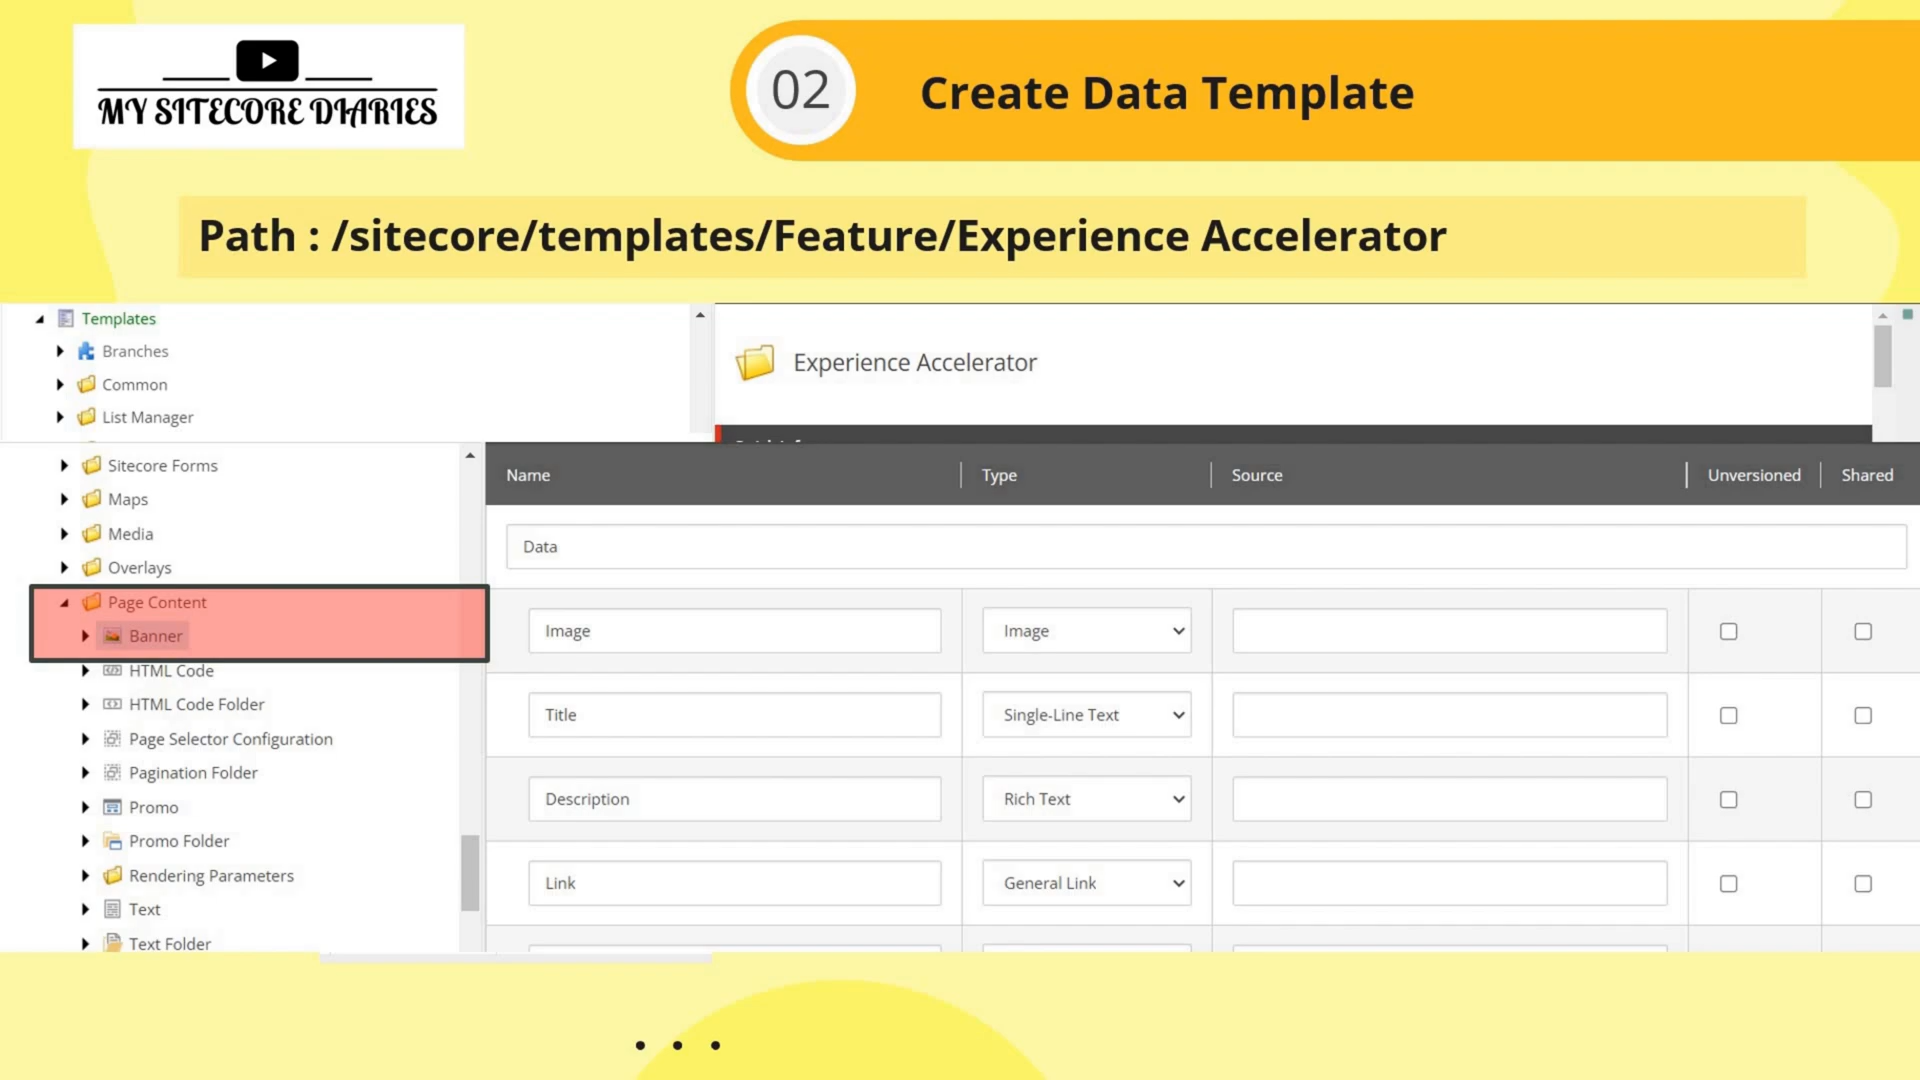 MY SITECORE DIARIES
02
Create Data Template
Path : /sitecore/templates/Feature/Experience Accelerator
Templates
Branches
Common
List Manager
Experience Accelerator
Sitecore Forms
Maps
Media
Overlays
Page Content
Banner
HTML Code
HTML Code Folder
Page Selector Configuration
Pagination Folder
Promo
Promo Folder
Rendering Parameters
Text
Text Folder
Name Type Source Unversioned Shared
Data
Image Image
Title Single-Line Text
Description Rich Text
Link General Link